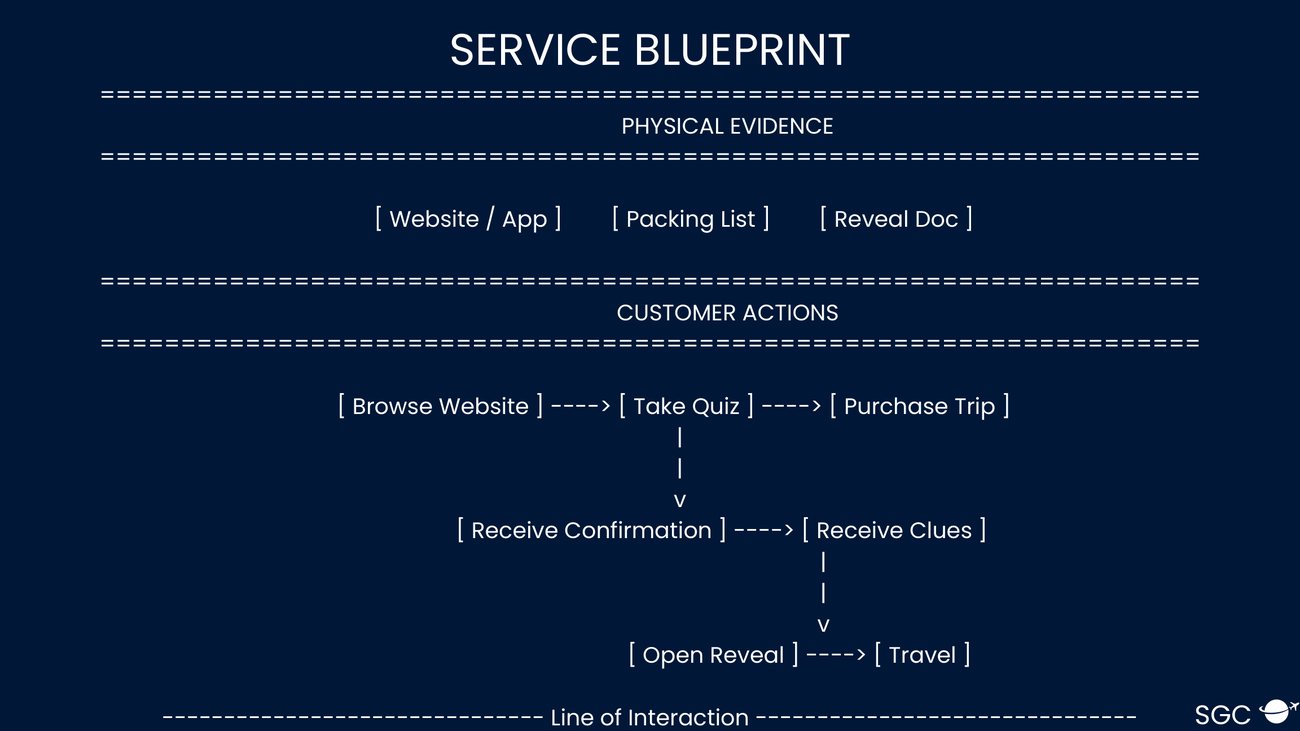 SERVICE BLUEPRINT
====================================================================
PHYSICAL EVIDENCE
====================================================================
[ Website / App ] [ Packing List ] [ Reveal Doc ]
====================================================================
CUSTOMER ACTIONS
====================================================================
[ Browse Website ] ----> [ Take Quiz ] ----> [ Purchase Trip ]
|
|
v
[ Receive Confirmation ] ----> [ Receive Clues ]
|
|
v
[ Open Reveal ] ----> [ Travel ]
------------------------------- Line of Interaction -------------------------------
SGC